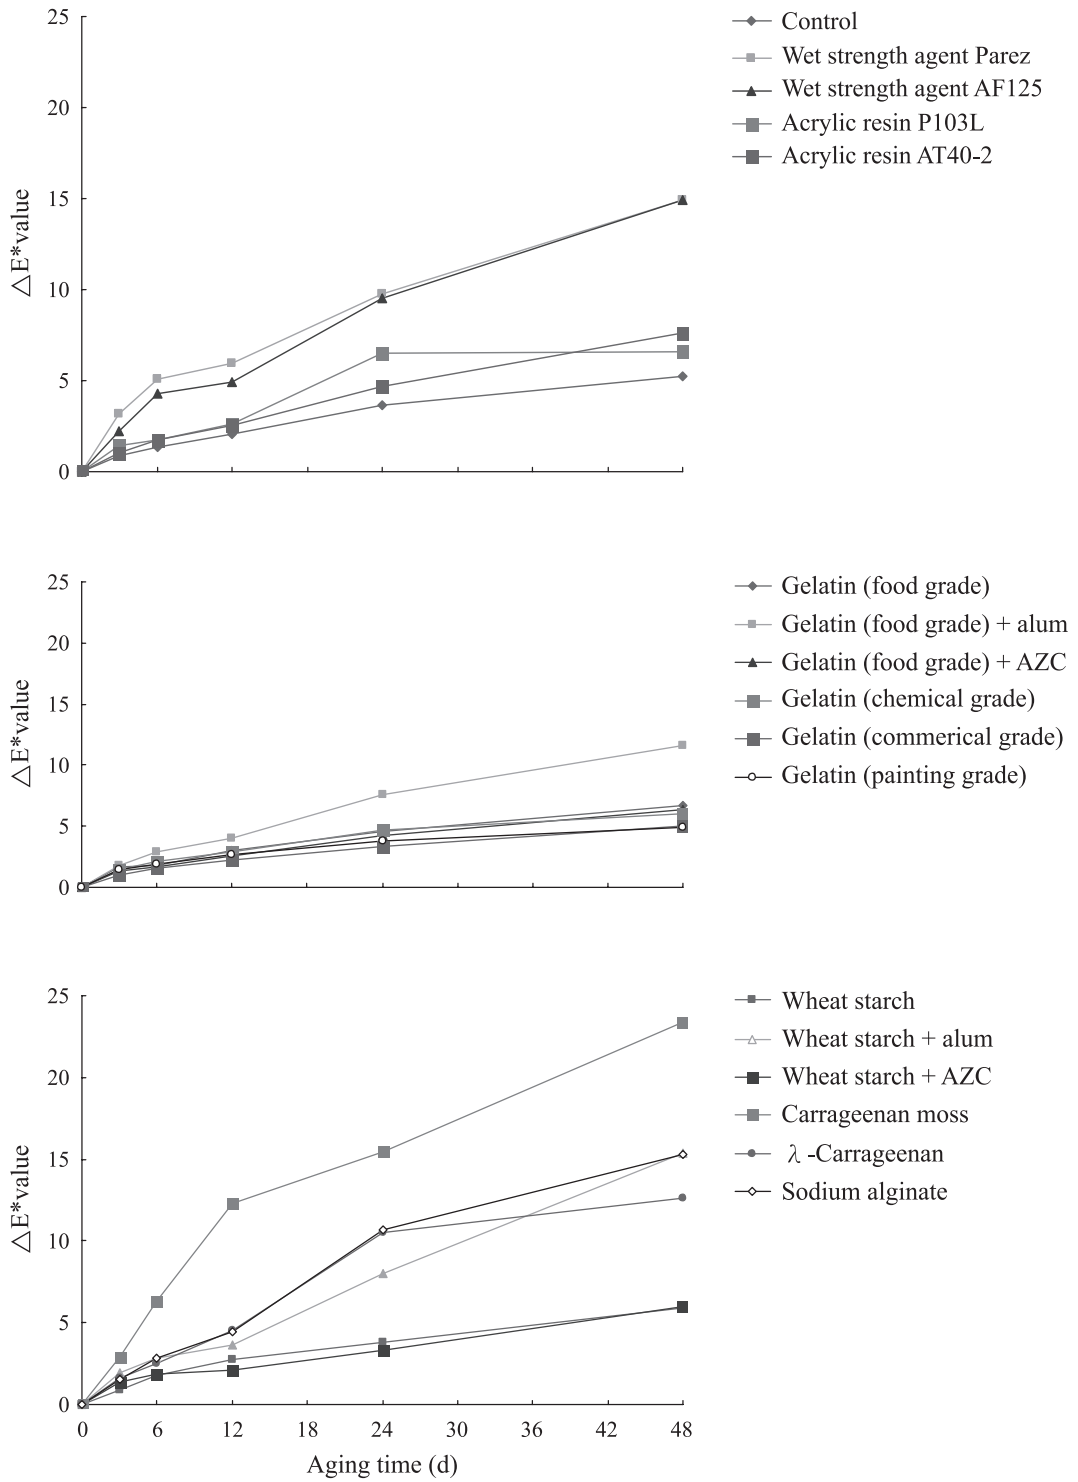 25
20
15
10
5
0
△E*value
Control
Wet strength agent Parez
Wet strength agent AF125
Acrylic resin P103L
Acrylic resin AT40-2
25
20
15
10
5
0
△E*value
Gelatin (food grade)
Gelatin (food grade) + alum
Gelatin (food grade) + AZC
Gelatin (chemical grade)
Gelatin (commerical grade)
Gelatin (painting grade)
25
20
15
10
5
0
△E*value
Wheat starch
Wheat starch + alum
Wheat starch + AZC
Carrageenan moss
λ -Carrageenan
Sodium alginate
0 6 12 24 30 36 42 48
Aging time (d)